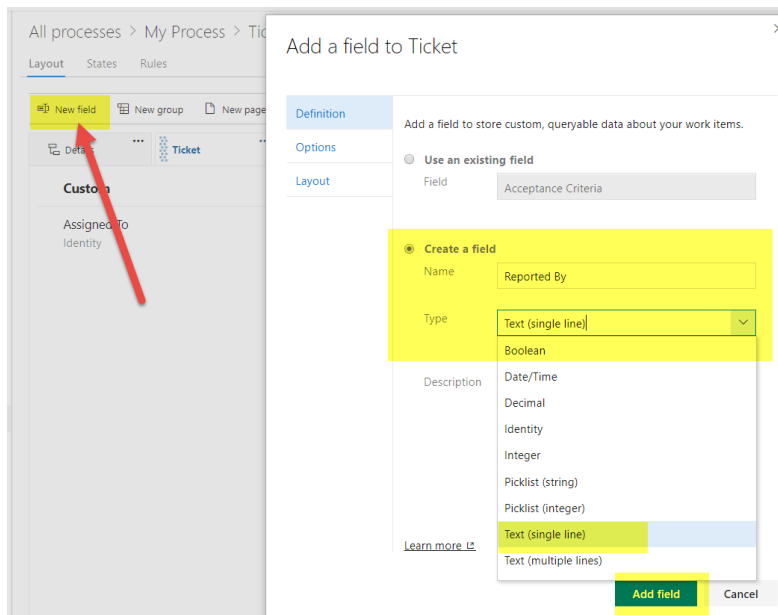 All processes > My Process > Tic
Layout States Rules
New field New group New page
Details Ticket
Custom
Assigned To
Identity
Add a field to Ticket
Definition
Options
Layout
Add a field to store custom, queryable data about your work items.
Use an existing field
Field Acceptance Criteria
Create a field
Name Reported By
Type Text (single line)
Boolean
Date/Time
Description
Decimal
Identity
Integer
Picklist (string)
Picklist (integer)
Text (single line)
Learn more
Text (multiple lines)
Add field Cancel